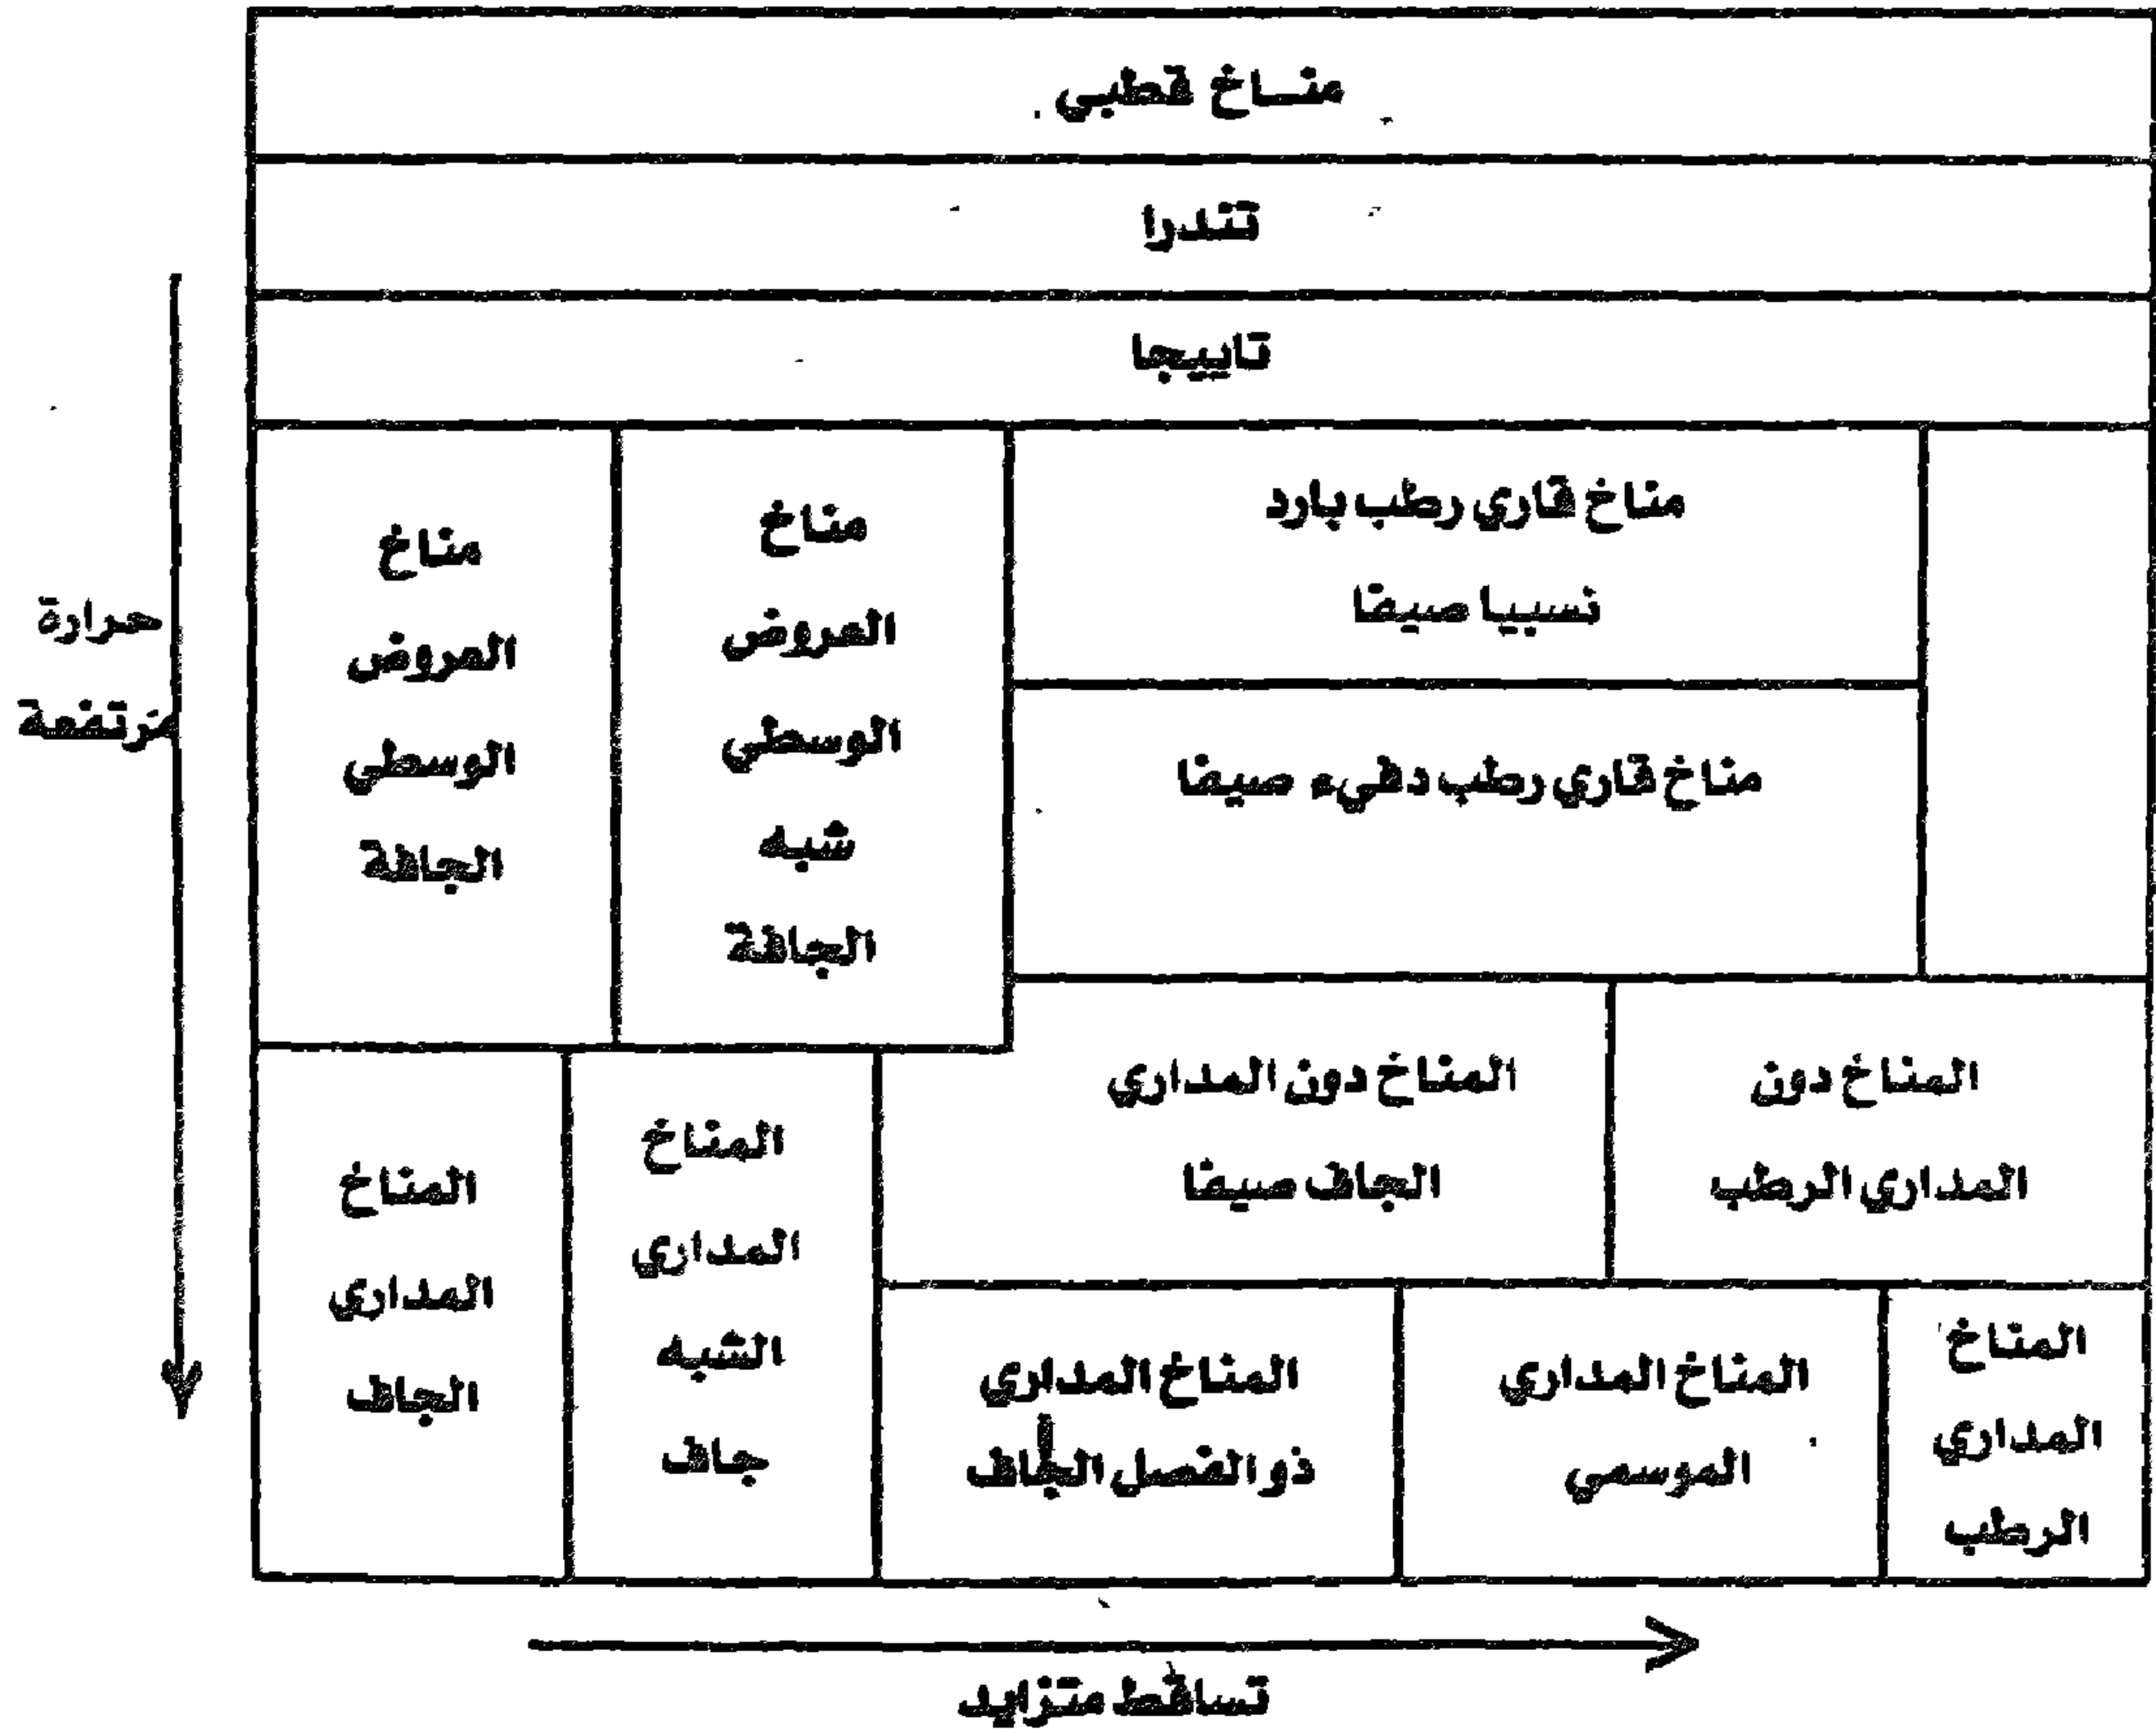 مناخ قطبي
تندرا
تاييجا
مناخ قاري رطب بارد
نسبيا صيفا
مناخ قاري رطب دفيء صيفا
مناخ
العروض
الوسطي
شبه
الجافة
مناخ
العروض
الوسطي
الجافة
حرارة
مرتفعة
المناخ دون
المداري الرطب
المناخ دون المداري
الجاف صيفا
المناخ
المداري
الشبه
جاف
المناخ
المداري
الجاف
المناخ
المداري
الرطب
المناخ المداري
الموسمي
المناخ المداري
ذو الفصل الجاف
تساقط متزايد